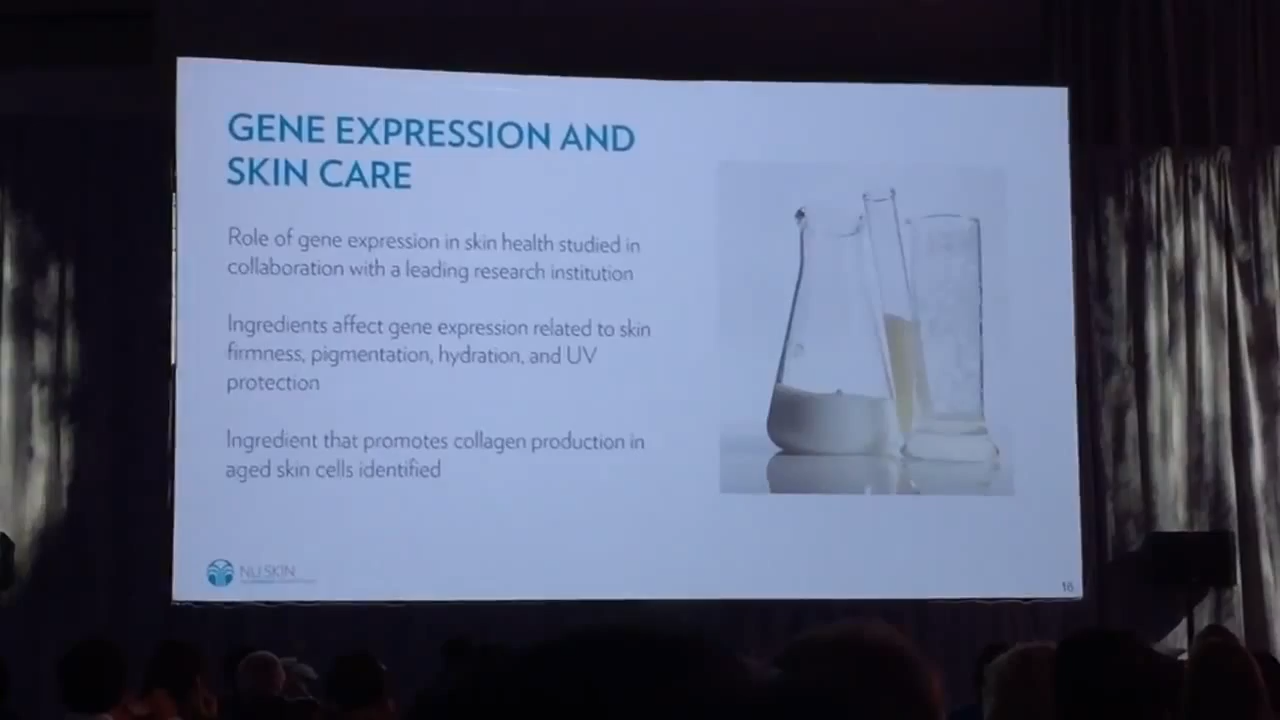 GENE EXPRESSION AND
SKIN CARE
Role of gene expression in skin health studied in
collaboration with a leading research institution
Ingredients affect gene expression related to skin
firmness, pigmentation, hydration, and UV
protection
Ingredient that promotes collagen production in
aged skin cells identified
NU SKIN